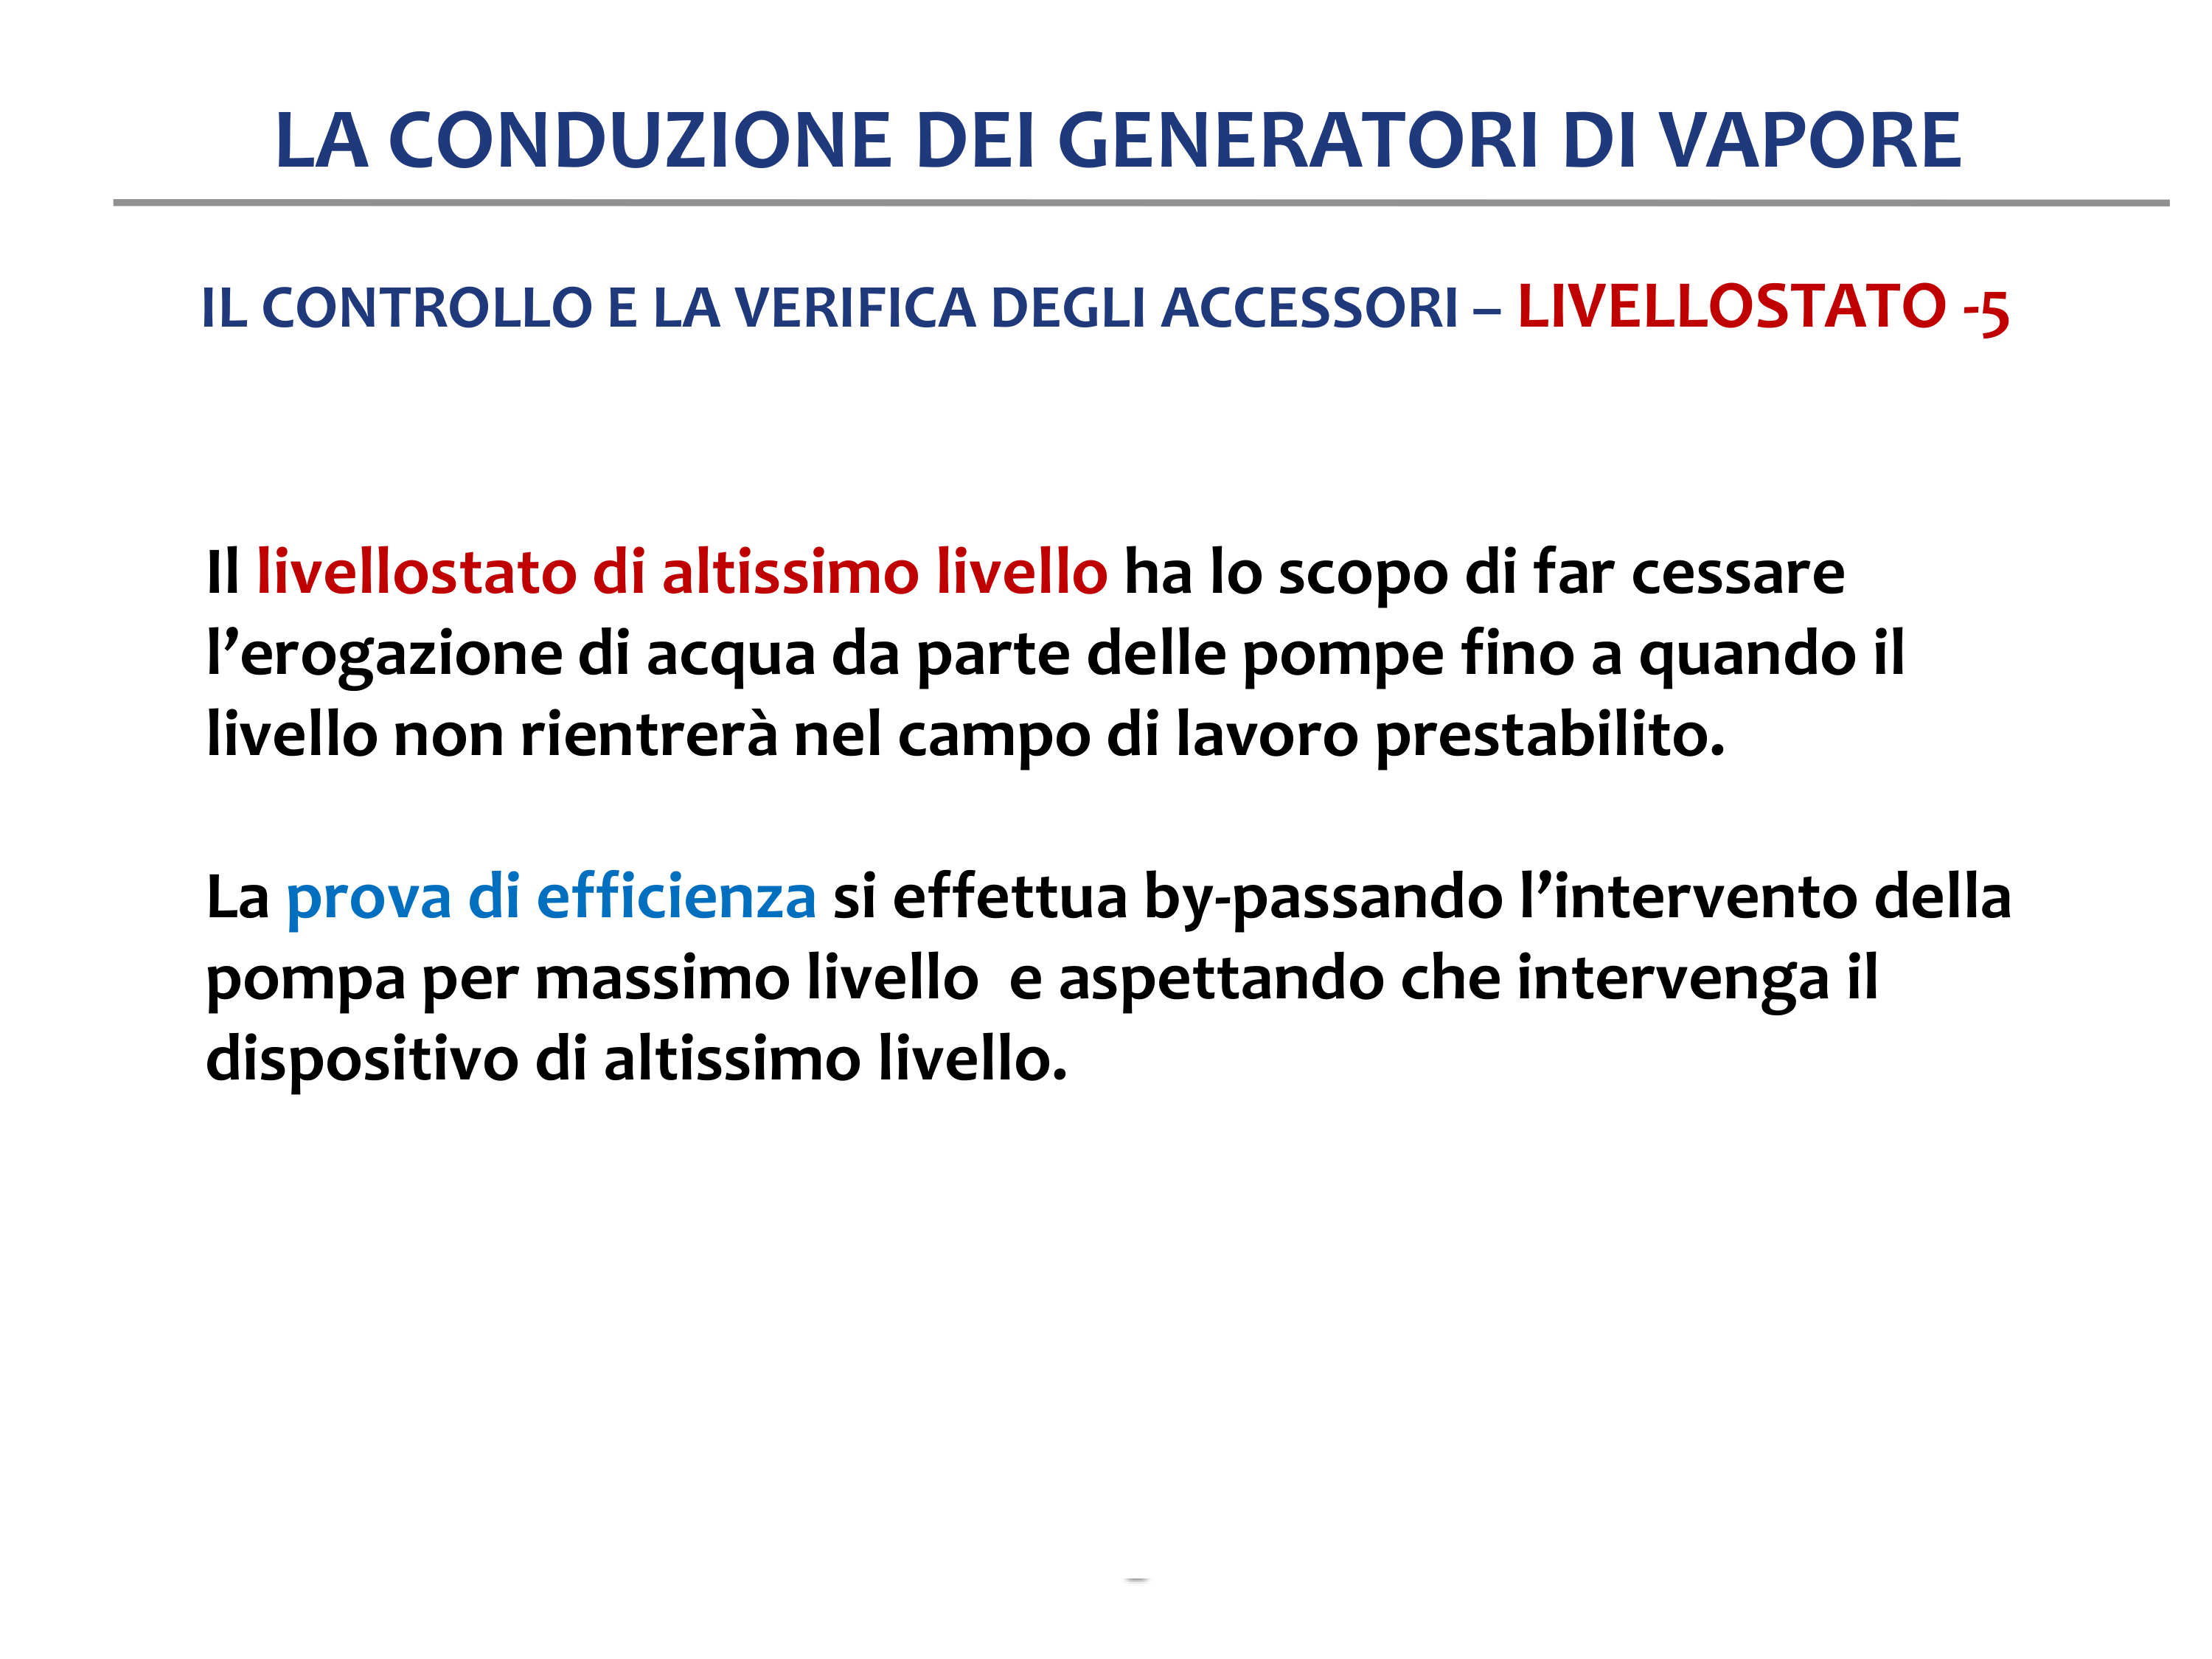 LA CONDUZIONE DEI GENERATORI DI VAPORE
IL CONTROLLO E LA VERIFICA DEGLI ACCESSORI – LIVELLOSTATO -5
Il livellostato di altissimo livello ha lo scopo di far cessare
l’erogazione di acqua da parte delle pompe fino a quando il
livello non rientrerà nel campo di lavoro prestabilito.
La prova di efficienza si effettua by-passando l’intervento della
pompa per massimo livello  e aspettando che intervenga il
dispositivo di altissimo livello.